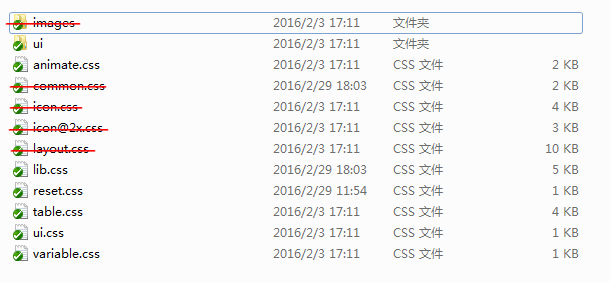 images 2016/2/3 17:11 文件夹
ui 2016/2/3 17:11 文件夹
animate.css 2016/2/3 17:11 CSS 文件 2 KB
common.css 2016/2/29 18:03 CSS 文件 2 KB
icon.css 2016/2/3 17:11 CSS 文件 4 KB
icon@2x.css 2016/2/3 17:11 CSS 文件 3 KB
layout.css 2016/2/3 17:11 CSS 文件 10 KB
lib.css 2016/2/29 18:03 CSS 文件 5 KB
reset.css 2016/2/29 11:54 CSS 文件 1 KB
table.css 2016/2/3 17:11 CSS 文件 4 KB
ui.css 2016/2/3 17:11 CSS 文件 1 KB
variable.css 2016/2/3 17:11 CSS 文件 1 KB